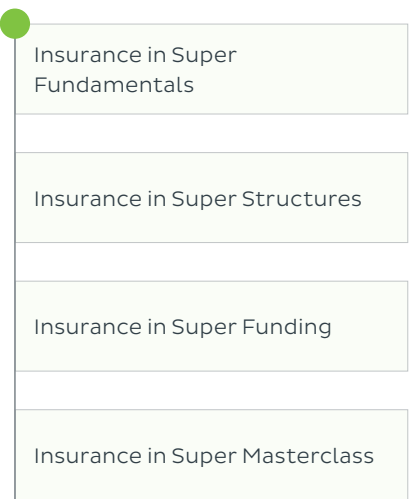 Insurance in Super
Fundamentals
Insurance in Super Structures
Insurance in Super Funding
Insurance in Super Masterclass